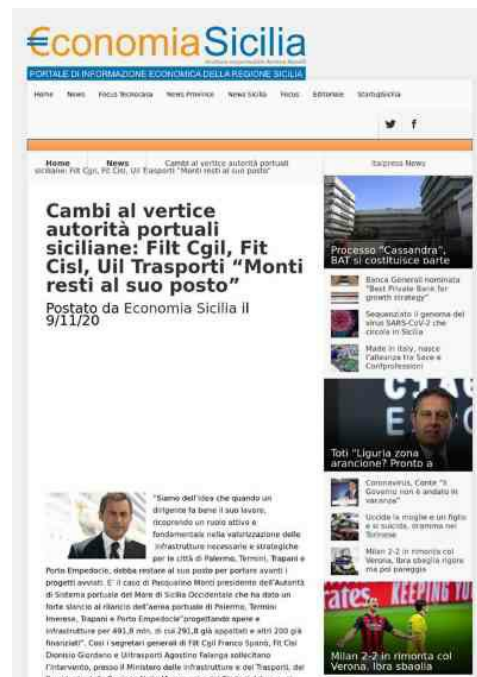 €conomiaSicilia
PORTALE DI INFORMAZIONE ECONOMICA DELLA REGIONE SICILIA
Home News Focus Tecnocasa News Province News Sicilia Focus Editoriale StartupSicilia
Home News Cambi al vertice autorità portuali
siciliane: Filt Cgil, Fit Cisl, Uil Trasporti “Monti resti al suo posto”
Cambi al vertice
autorità portuali
siciliane: Filt Cgil, Fit
Cisl, Uil Trasporti “Monti
resti al suo posto”
Postato da Economia Sicilia il
9/11/20
“Siamo dell’idea che quando un
dirigente fa bene il suo lavoro,
ricoprendo un ruolo attivo e
fondamentale nella valorizzazione delle
infrastrutture necessarie e strategiche
per le città di Palermo, Termini, Trapani e
Porto Empedocle, debba restare al suo posto per portare avanti i
progetti avviati. E’ il caso di Pasqualino Monti presidente dell’Autorità
di Sistema portuale del Mare di Sicilia Occidentale che ha dato un
forte slancio al rilancio dell’aerea portuale di Palermo, Termini
Imerese, Trapani e Porto Empedocle”progettando opere e
infrastrutture per 491,8 mln, di cui 291,8 già appaltati e altri 200 già
finanziati”. Così i segretari generali di Filt Cgil Franco Spanò, Fit Cisl
Dionisio Giordano e Uiltrasporti Agostino Falanga sollecitano
l’intervento, presso il Ministero delle Infrastrutture e dei Trasporti, del
Italpress News
Processo “Cassandra”,
BAT si costituisce parte
Banca Generali nominata
“Best Private Bank for
growth strategy”
Sequenziato il genoma del
virus SARS-CoV-2 che
circola in Sicilia
Made in Italy, nasce
l’alleanza tra Sace e
Confprofessioni
Toti “Liguria zona
arancione? Pronto a
Coronavirus, Conte “Il
Governo non è andato in
vacanza”
Uccide la moglie e un figlio
e si suicida, dramma nel
Torinese
Milan 2-2 in rimonta col
Verona, Ibra sbaglia rigore
ma poi pareggia
KEEPING YOU
Milan 2-2 in rimonta col
Verona, Ibra sbaglia